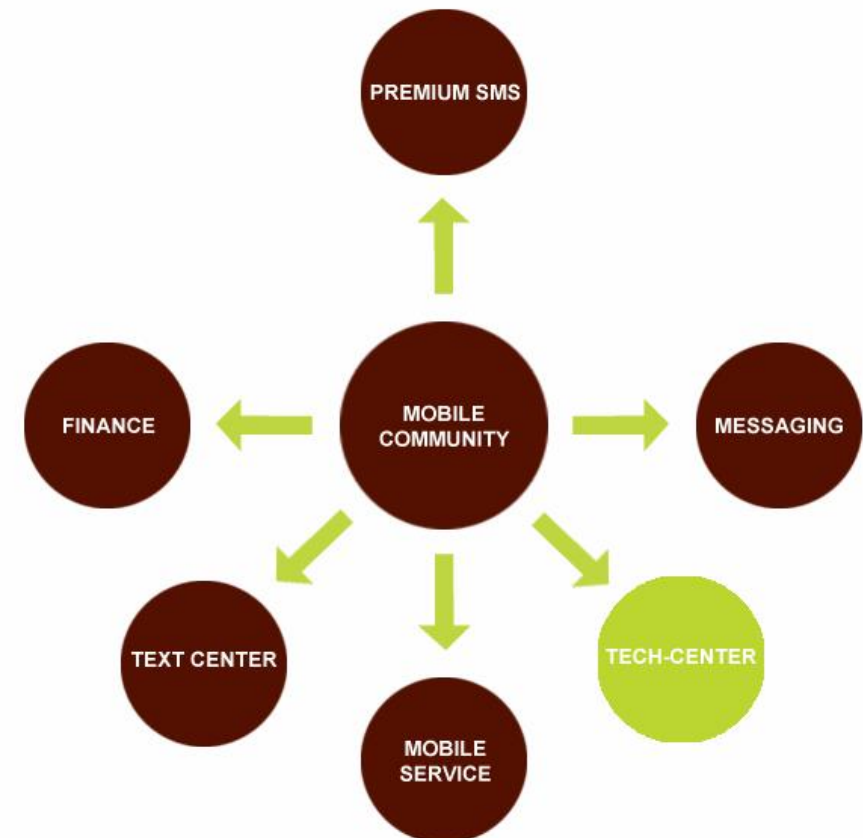 PREMIUM SMS
FINANCE
MOBILE
COMMUNITY
MESSAGING
TEXT CENTER
TECH-CENTER
MOBILE
SERVICE